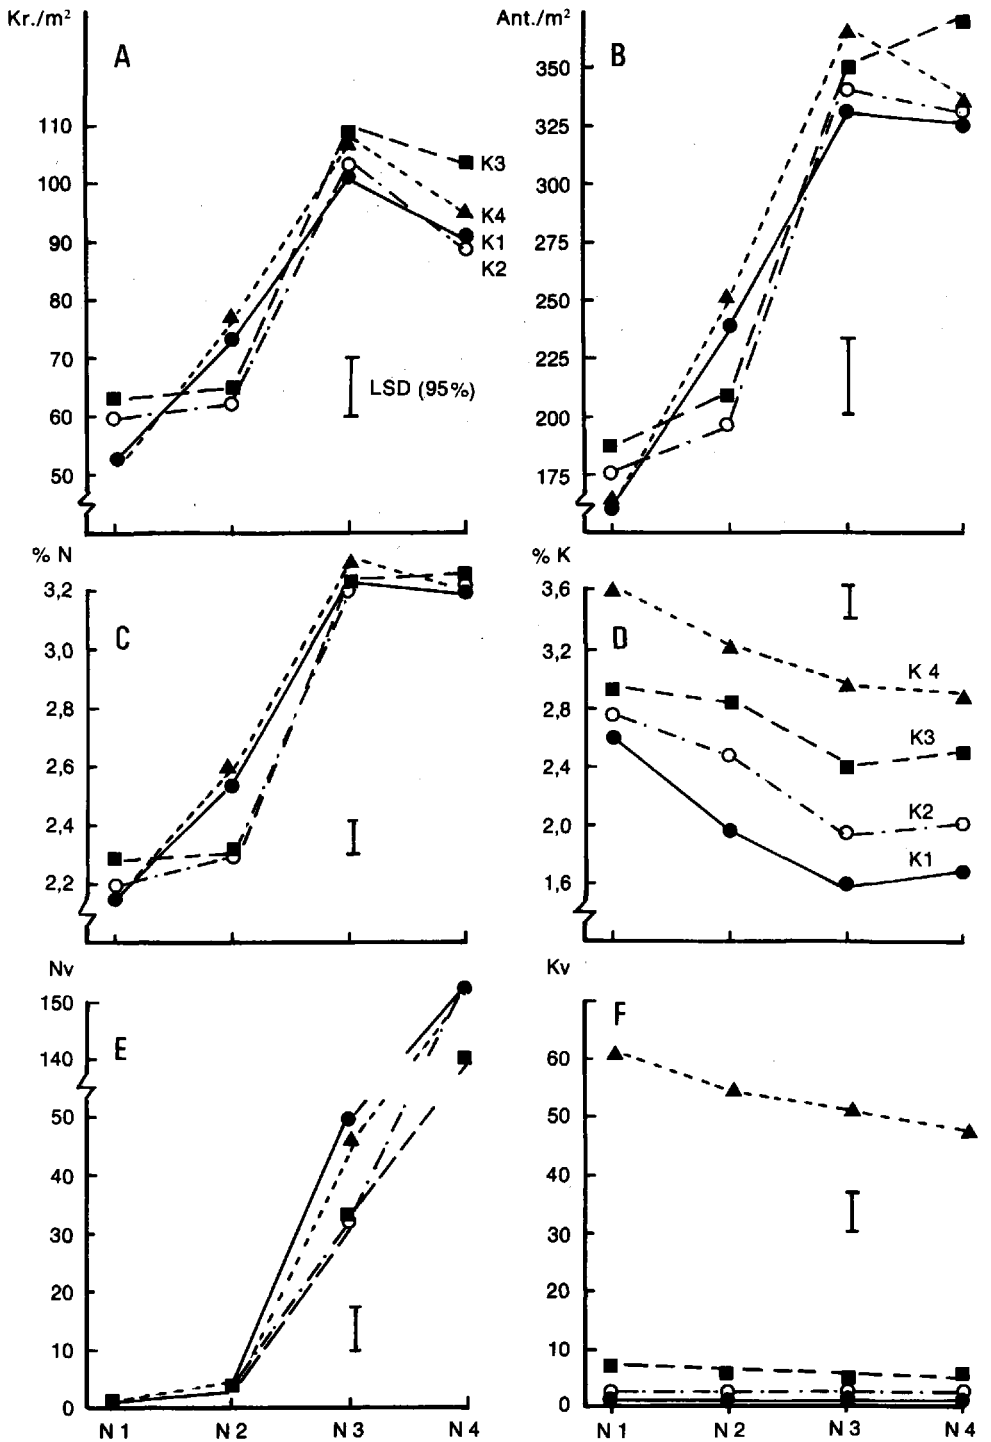 Kr./m²
A
110
100
90
80
70
60
50
K3
K4
K1
K2
LSD (95%)
Ant./m²
B
350
325
300
275
250
225
200
175
% N
C
3,2
3,0
2,8
2,6
2,4
2,2
% K
D
3,6
3,2
2,8
2,4
2,0
1,6
K 4
K3
K2
K1
Nv
E
150
140
50
40
30
20
10
0
N 1 N 2 N 3 N 4
Kv
F
60
50
40
30
20
10
0
N 1 N 2 N 3 N 4